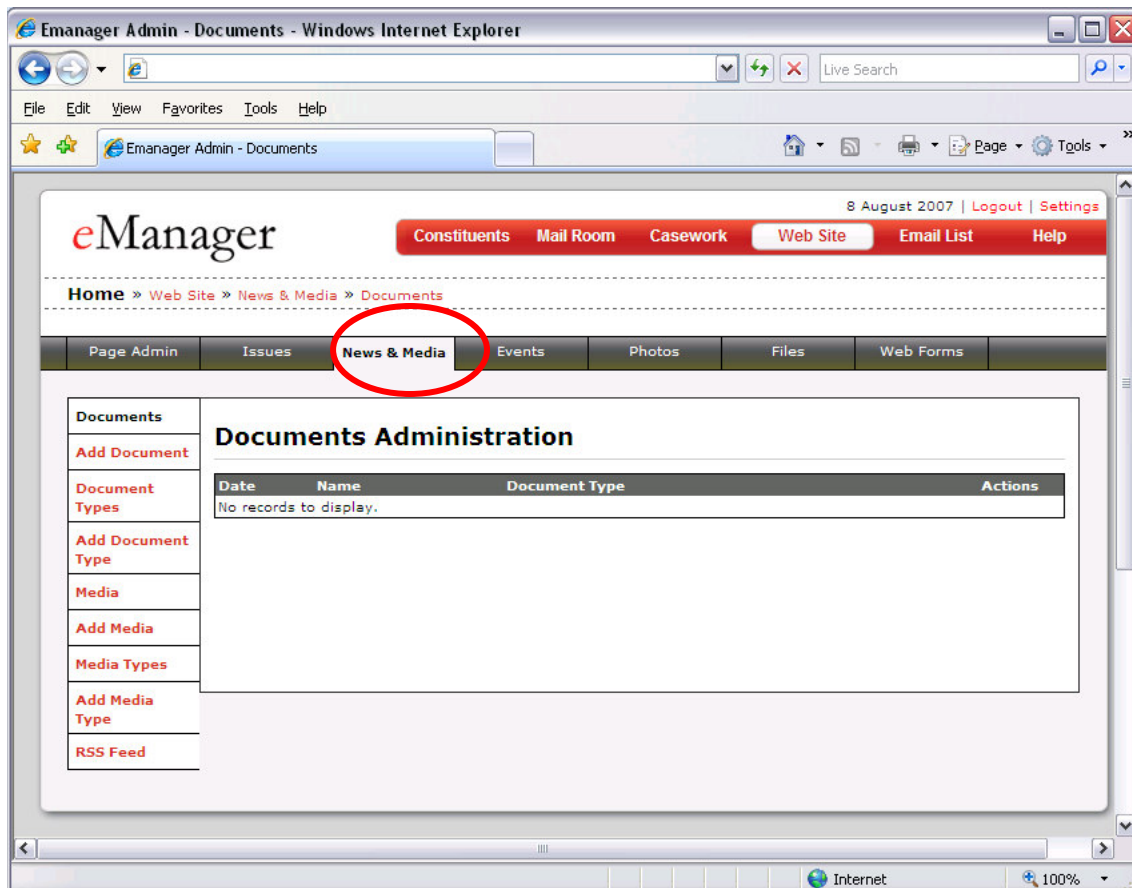 Emanager Admin - Documents - Windows Internet Explorer
Live Search
File Edit View Favorites Tools Help
Emanager Admin - Documents
Page Tools »
8 August 2007 | Logout | Settings
eManager
Constituents Mail Room Casework Web Site Email List Help
Home » Web Site » News & Media » Documents
Page Admin Issues News & Media Events Photos Files Web Forms
Documents
Add Document
Document
Types
Add Document
Type
Media
Add Media
Media Types
Add Media
Type
RSS Feed
Documents Administration
Date Name Document Type Actions
No records to display.
Internet 100%